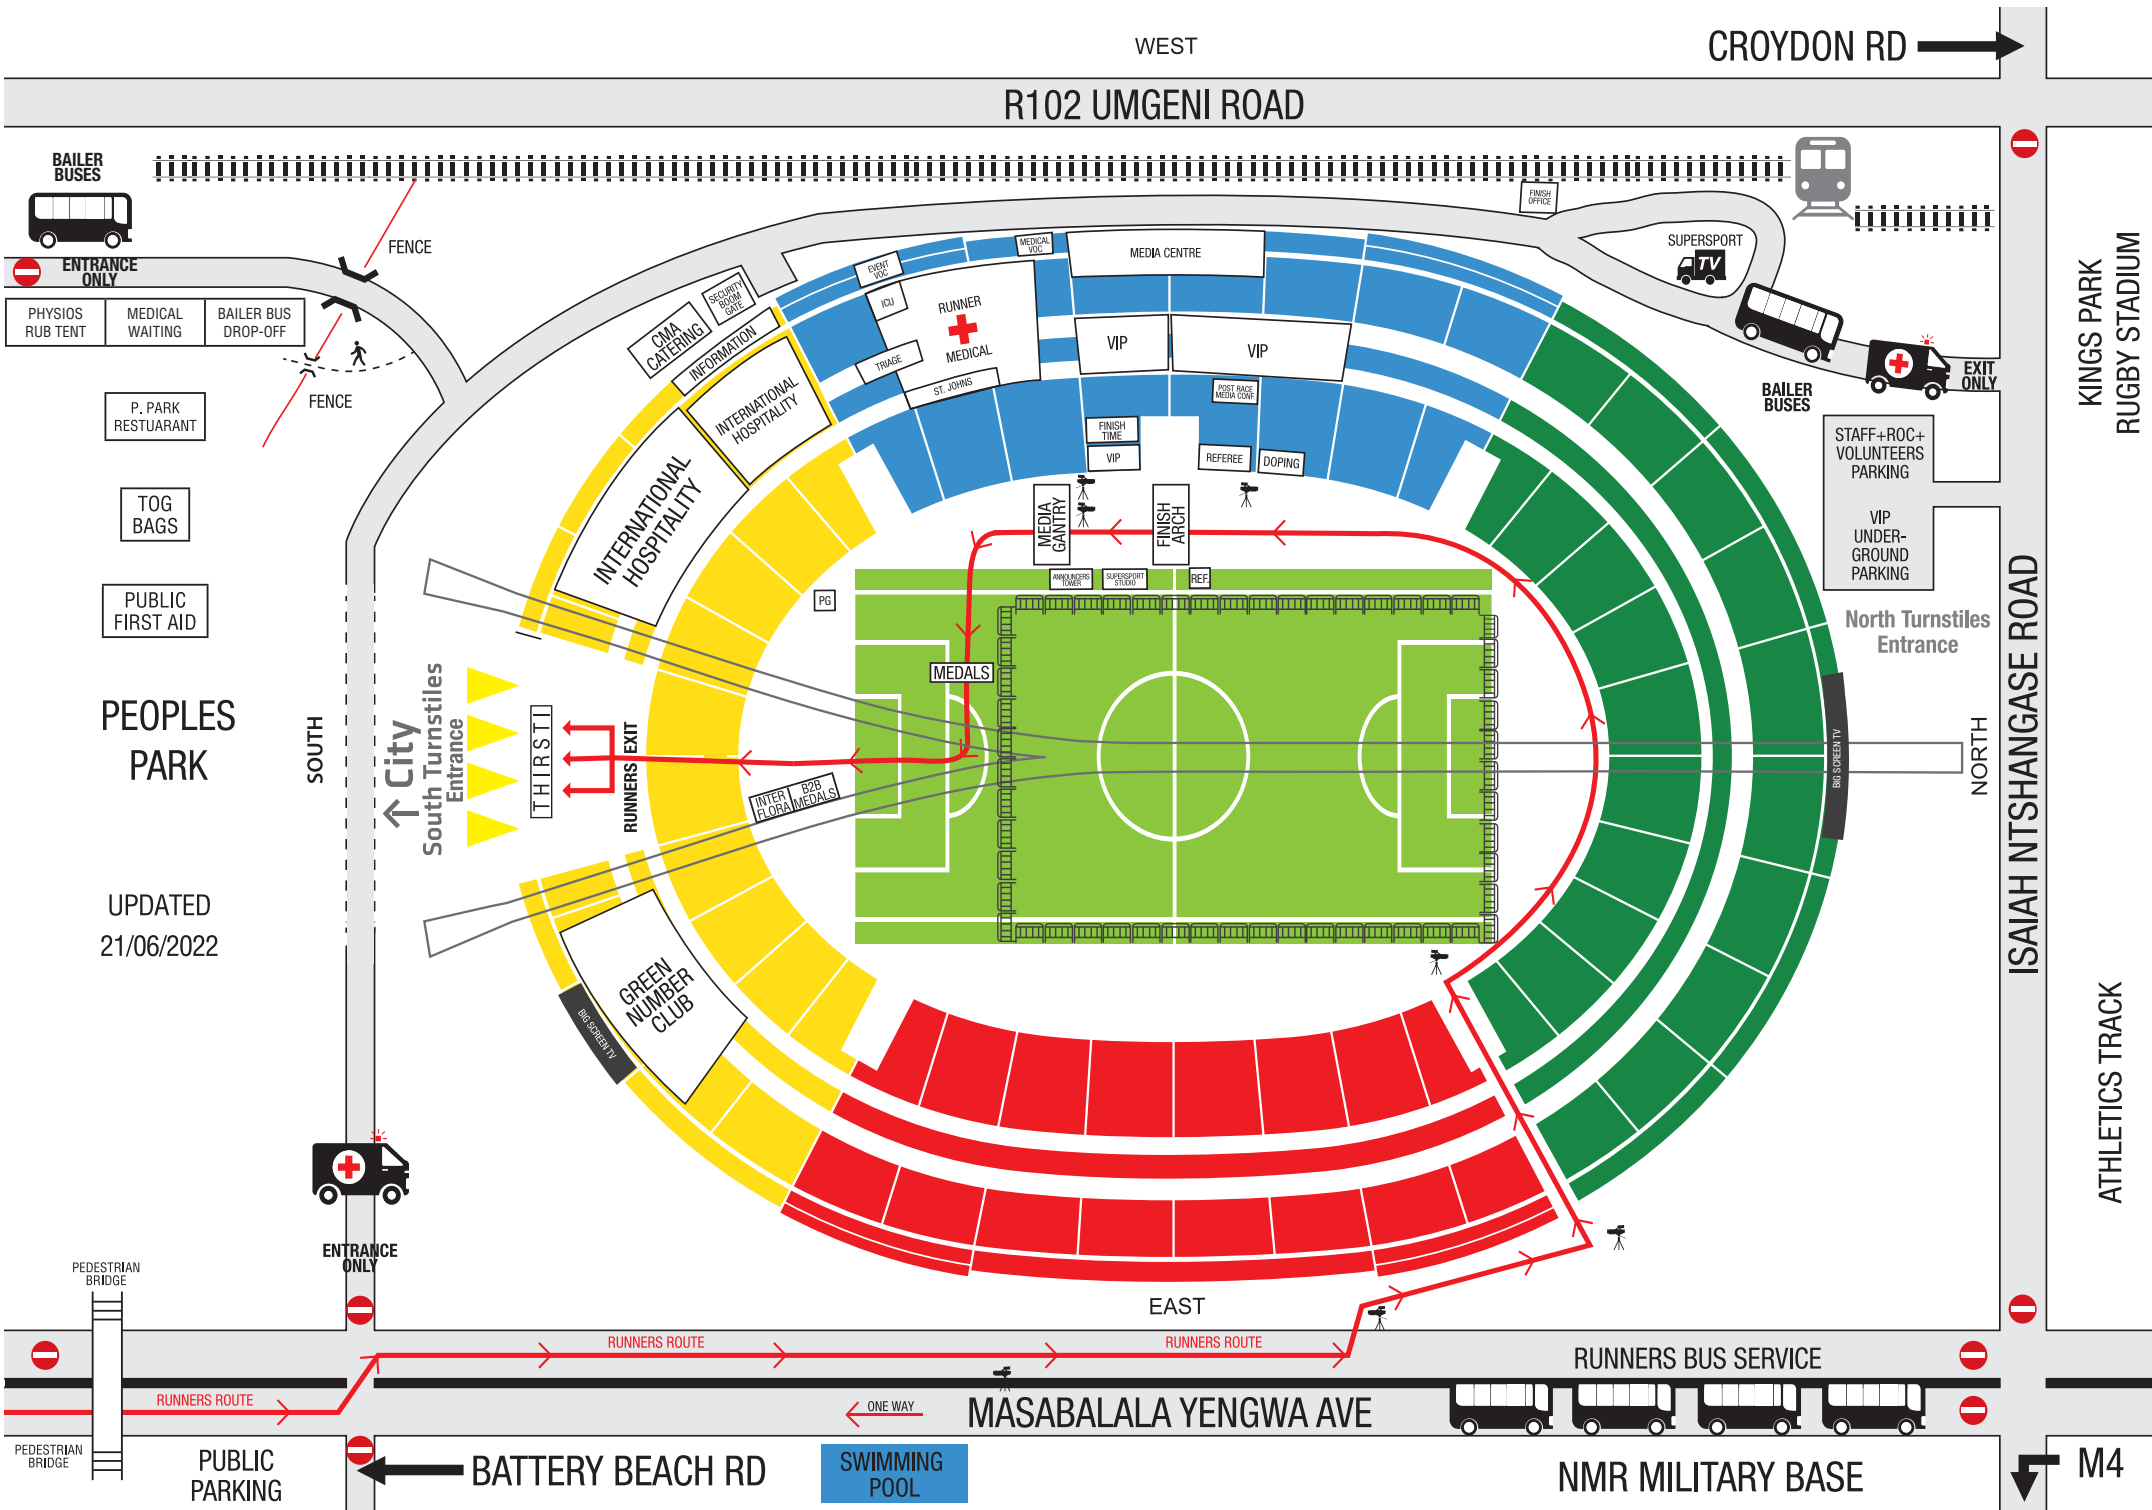 WEST
CROYDON RD
R102 UMGENI ROAD
BAILER
BUSES
FENCE
ENTRANCE
ONLY
PHYSIOS
RUB TENT
MEDICAL
WAITING
BAILER BUS
DROP-OFF
FENCE
P. PARK
RESTUARANT
TOG
BAGS
PUBLIC
FIRST AID
PEOPLES
PARK
UPDATED
21/06/2022
SOUTH
City
South Turnstiles
Entrance
THIRSTI
RUNNERS EXIT
CMA
CATERING
SECURITY
BOOM
GATE
INFORMATION
INTERNATIONAL
HOSPITALITY
INTERNATIONAL
HOSPITALITY
EVENT
VOC
ICU
RUNNER
MEDICAL
TRIAGE
ST. JOHNS
MEDICAL
VOC
MEDIA CENTRE
VIP
VIP
POST RACE
MEDIA CONF.
FINISH
TIME
VIP
REFEREE
DOPING
FINISH
OFFICE
SUPERSPORT
TV
BAILER
BUSES
EXIT
ONLY
STAFF+ROC+
VOLUNTEERS
PARKING
VIP
UNDER-
GROUND
PARKING
North Turnstiles
Entrance
KINGS PARK
RUGBY STADIUM
ISAIAH NTSHANGASE ROAD
NORTH
ATHLETICS TRACK
MEDIA
GANTRY
FINISH
ARCH
ANNOUNCERS
TOWER
SUPERSPORT
STUDIO
REF.
PG
MEDALS
INTER
FLORA
B2B
MEDALS
BIG SCREEN TV
GREEN
NUMBER
CLUB
BIG SCREEN TV
ENTRANCE
ONLY
PEDESTRIAN
BRIDGE
EAST
RUNNERS ROUTE
RUNNERS ROUTE
RUNNERS BUS SERVICE
RUNNERS ROUTE
ONE WAY
MASABALALA YENGWA AVE
PEDESTRIAN
BRIDGE
PUBLIC
PARKING
BATTERY BEACH RD
SWIMMING
POOL
NMR MILITARY BASE
M4